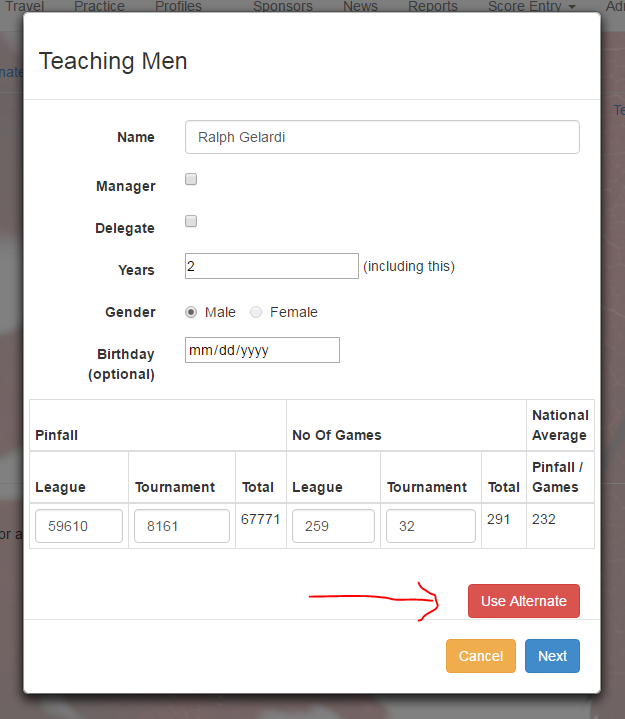 Travel Practice Profiles Sponsors News Reports Score Entry
Teaching Men
Name Ralph Gelardi
Manager
Delegate
Years 2 (including this)
Gender Male Female
Birthday mm/dd/yyyy
(optional)
Pinfall No Of Games National Average
League Tournament Total League Tournament Total Pinfall / Games
59610 8161 67771 259 32 291 232
Use Alternate
Cancel Next